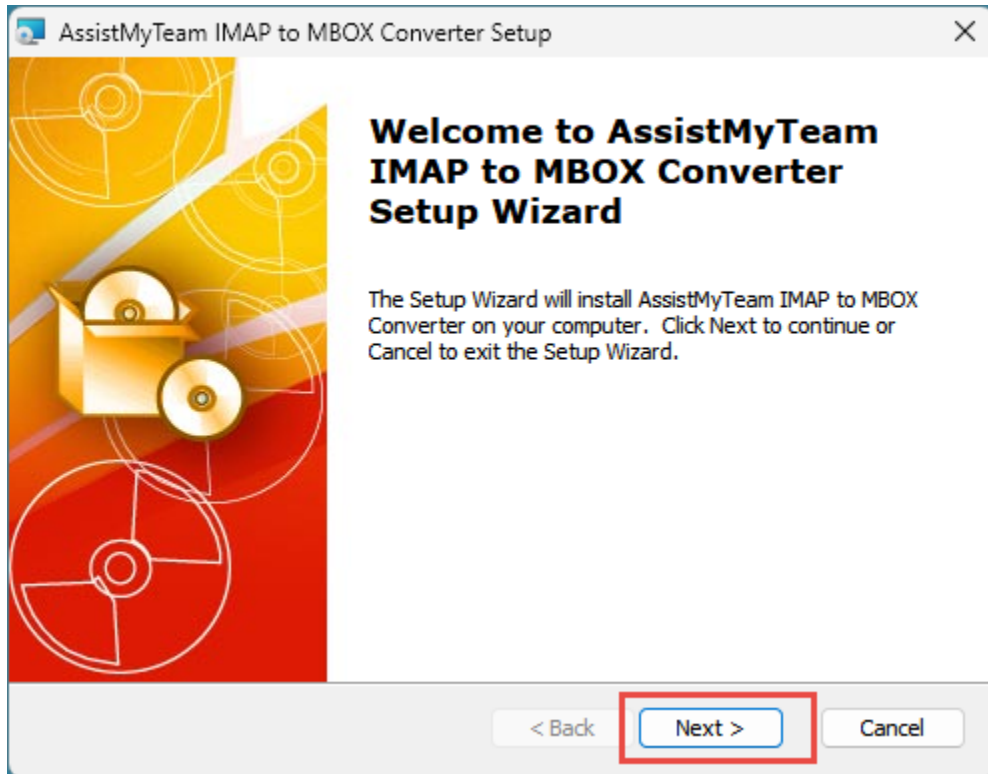 AssistMyTeam IMAP to MBOX Converter Setup
Welcome to AssistMyTeam
IMAP to MBOX Converter
Setup Wizard
The Setup Wizard will install AssistMyTeam IMAP to MBOX
Converter on your computer. Click Next to continue or
Cancel to exit the Setup Wizard.
< Back Next > Cancel